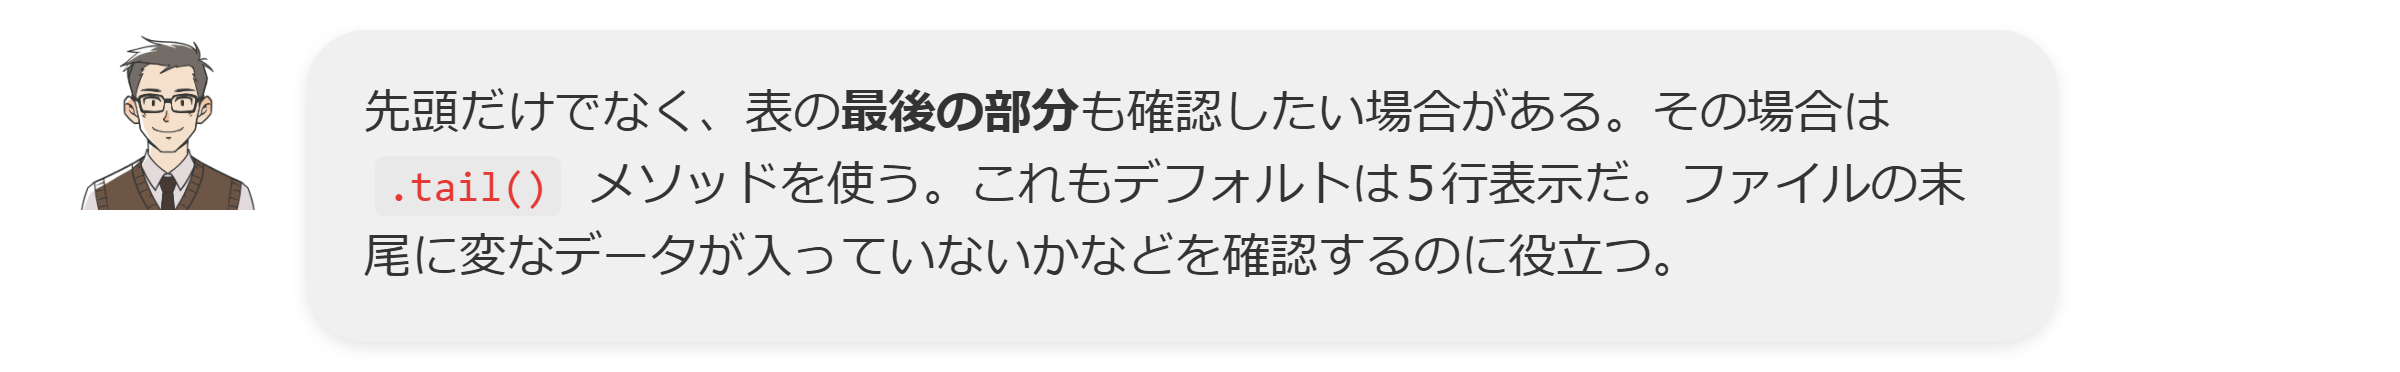 先頭だけでなく、表の最後の部分も確認したい場合がある。その場合は
.tail() メソッドを使う。これもデフォルトは5行表示だ。ファイルの末
尾に変なデータが入っていないかなどを確認するのに役立つ。